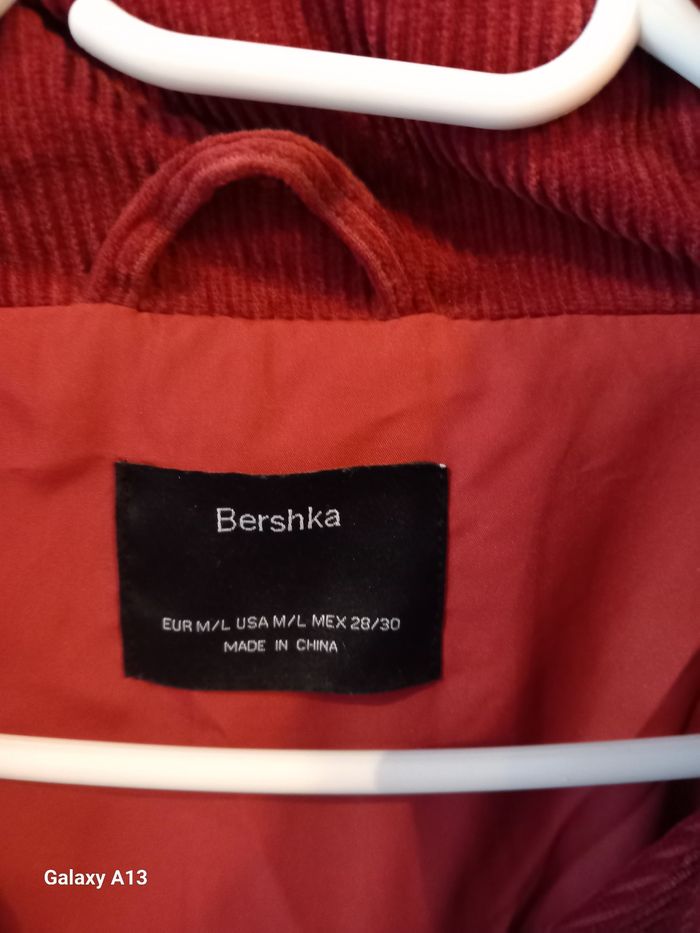 Bershka
EUR M/L USA M/L MEX 28/30
MADE IN CHINA
Galaxy A13